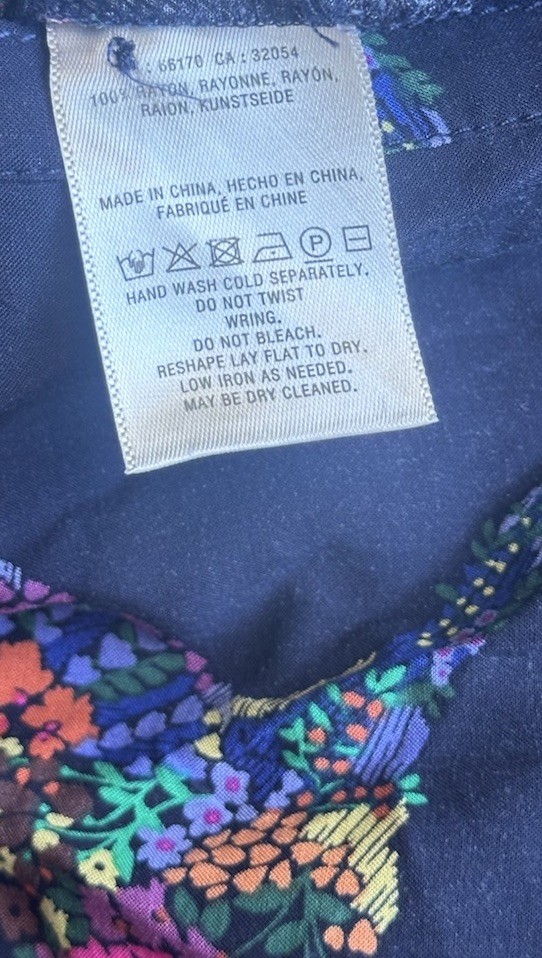 : 66170 CA : 32054
100% RAYON, RAYONNE, RAYÓN,
RAION, KUNSTSEIDE
MADE IN CHINA, HECHO EN CHINA,
FABRIQUÉ EN CHINE
P
HAND WASH COLD SEPARATELY.
DO NOT TWIST
WRING.
DO NOT BLEACH.
RESHAPE LAY FLAT TO DRY.
LOW IRON AS NEEDED.
MAY BE DRY CLEANED.